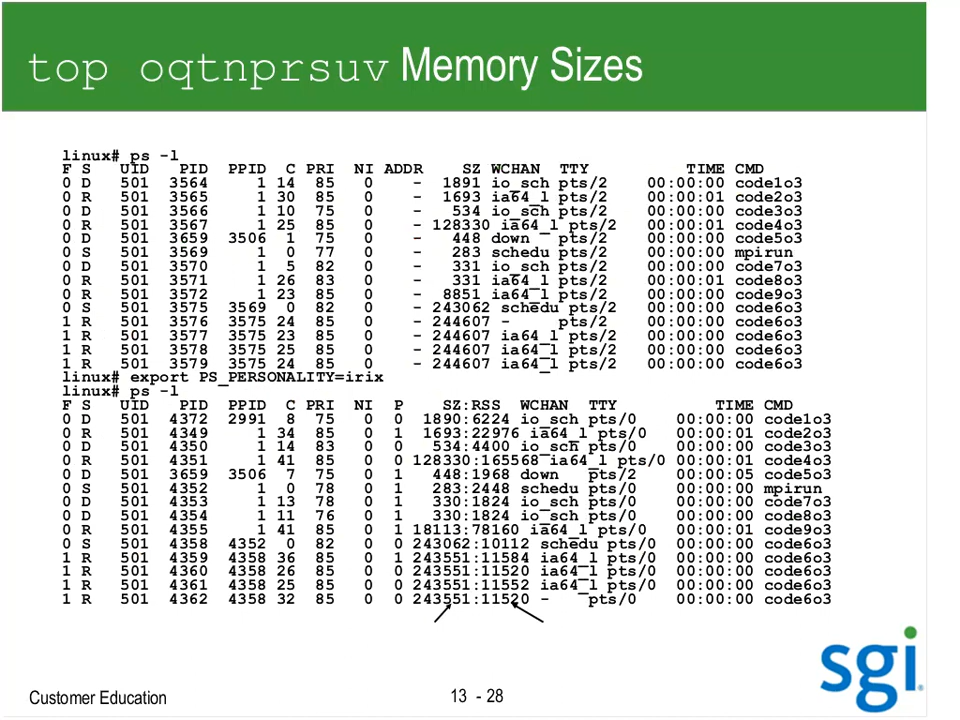 top oqtnprsuv Memory Sizes
linux# ps -l
F S UID PID PPID C PRI NI ADDR SZ WCHAN TTY TIME CMD
0 D 501 3564 1 14 85 0 - 1891 io_sch pts/2 00:00:00 code1o3
0 R 501 3565 1 30 85 0 - 1693 ia64_l pts/2 00:00:01 code2o3
0 D 501 3566 1 10 75 0 - 534 io_sch pts/2 00:00:00 code3o3
0 R 501 3567 1 25 85 0 - 128330 ia64_l pts/2 00:00:01 code4o3
0 D 501 3659 3506 1 75 0 - 448 down pts/2 00:00:00 code5o3
0 S 501 3569 1 0 77 0 - 283 schedu pts/2 00:00:00 mpirun
0 D 501 3570 1 5 82 0 - 331 io_sch pts/2 00:00:00 code7o3
0 R 501 3571 1 26 83 0 - 331 ia64_l pts/2 00:00:01 code8o3
0 R 501 3572 1 23 85 0 - 8851 ia64_l pts/2 00:00:00 code9o3
0 S 501 3575 3569 0 82 0 - 243062 schedu pts/2 00:00:00 code6o3
1 R 501 3576 3575 24 85 0 - 244607 - pts/2 00:00:00 code6o3
1 R 501 3577 3575 23 85 0 - 244607 ia64_l pts/2 00:00:00 code6o3
1 R 501 3578 3575 25 85 0 - 244607 ia64_l pts/2 00:00:00 code6o3
1 R 501 3579 3575 24 85 0 - 244607 ia64_l pts/2 00:00:00 code6o3
linux# export PS_PERSONALITY=irix
linux# ps -l
F S UID PID PPID C PRI NI P SZ:RSS WCHAN TTY TIME CMD
0 D 501 4372 2991 8 75 0 0 1890:6224 io_sch pts/0 00:00:00 code1o3
0 R 501 4349 1 34 85 0 1 1693:22976 ia64_l pts/0 00:00:01 code2o3
0 D 501 4350 1 14 83 0 0 534:4400 io_sch pts/0 00:00:00 code3o3
0 R 501 4351 1 41 85 0 0 128330:165568 ia64_l pts/0 00:00:01 code4o3
0 D 501 3659 3506 7 75 0 1 448:1968 down pts/2 00:00:05 code5o3
0 S 501 4352 1 0 78 0 1 283:2448 schedu pts/0 00:00:00 mpirun
0 D 501 4353 1 13 78 0 1 330:1824 io_sch pts/0 00:00:00 code7o3
0 D 501 4354 1 11 76 0 1 330:1824 io_sch pts/0 00:00:00 code8o3
0 R 501 4355 1 41 85 0 1 18113:78160 ia64_l pts/0 00:00:01 code9o3
0 S 501 4358 4352 0 82 0 0 243062:10112 schedu pts/0 00:00:00 code6o3
1 R 501 4359 4358 36 85 0 1 243551:11584 ia64_l pts/0 00:00:00 code6o3
1 R 501 4360 4358 26 85 0 0 243551:11520 ia64_l pts/0 00:00:00 code6o3
1 R 501 4361 4358 25 85 0 0 243551:11552 ia64_l pts/0 00:00:00 code6o3
1 R 501 4362 4358 32 85 0 0 243551:11520 - pts/0 00:00:00 code6o3
Customer Education
13 - 28
sgi